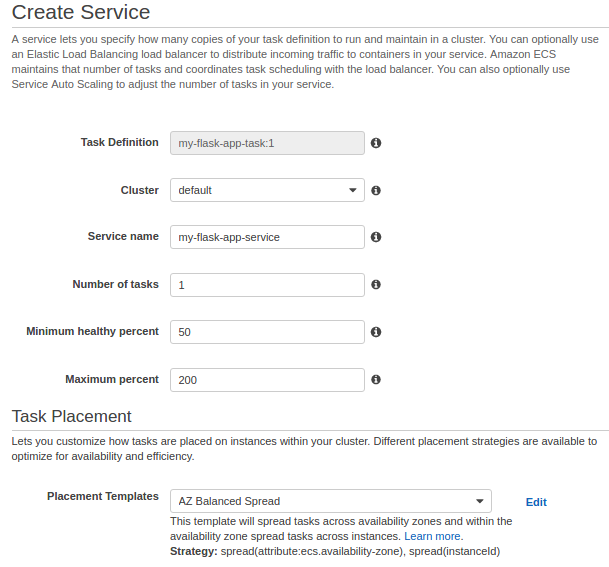 Create Service
A service lets you specify how many copies of your task definition to run and maintain in a cluster. You can optionally use
an Elastic Load Balancing load balancer to distribute incoming traffic to containers in your service. Amazon ECS
maintains that number of tasks and coordinates task scheduling with the load balancer. You can also optionally use
Service Auto Scaling to adjust the number of tasks in your service.
Task Definition my-flask-app-task:1
Cluster default
Service name my-flask-app-service
Number of tasks 1
Minimum healthy percent 50
Maximum percent 200
Task Placement
Lets you customize how tasks are placed on instances within your cluster. Different placement strategies are available to
optimize for availability and efficiency.
Placement Templates AZ Balanced Spread Edit
This template will spread tasks across availability zones and within the
availability zone spread tasks across instances. Learn more.
Strategy: spread(attribute:ecs.availability-zone), spread(instanceId)